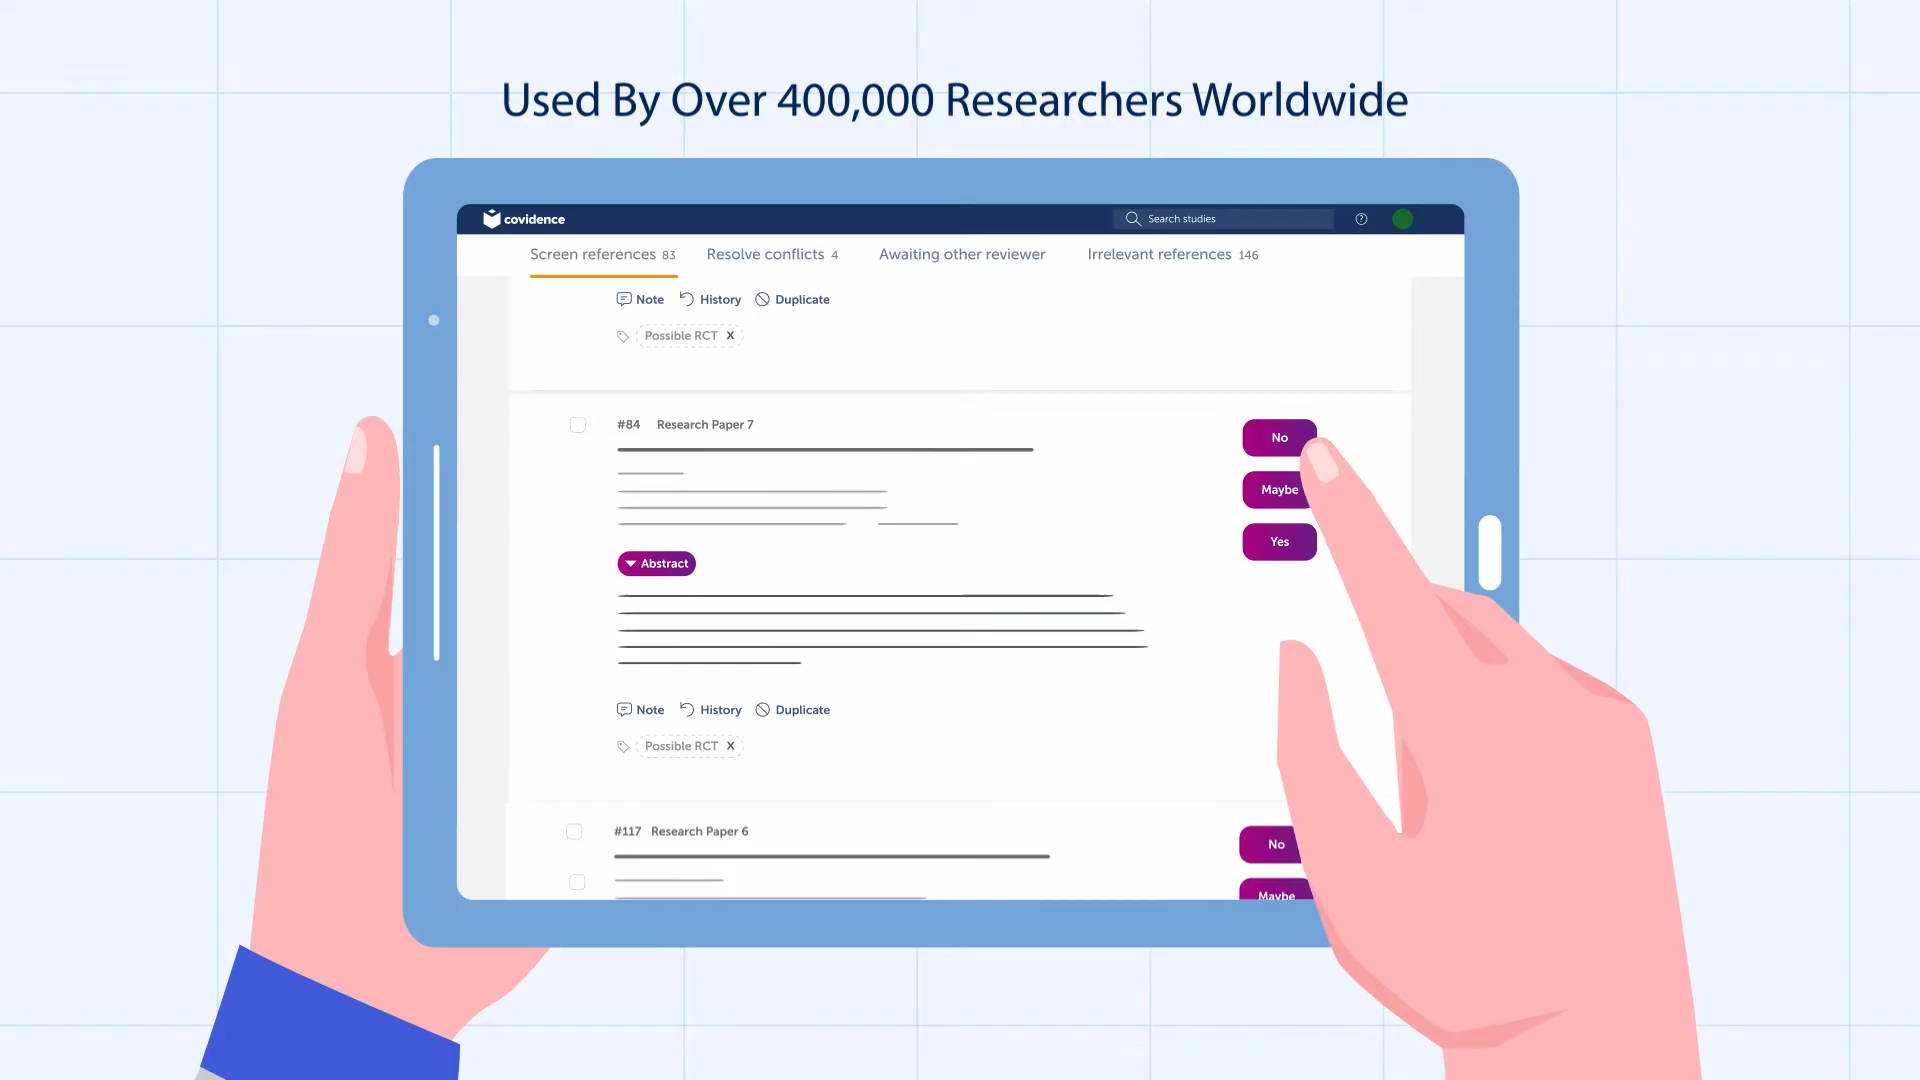 Used By Over 400,000 Researchers Worldwide
covidence
Search studies
?
Screen references 83
Resolve conflicts 4
Awaiting other reviewer
Irrelevant references 146
Note History Duplicate
Possible RCT X
#84 Research Paper 7
No
Maybe
Yes
Abstract
Note History Duplicate
Possible RCT X
#117 Research Paper 6
No
Maybe